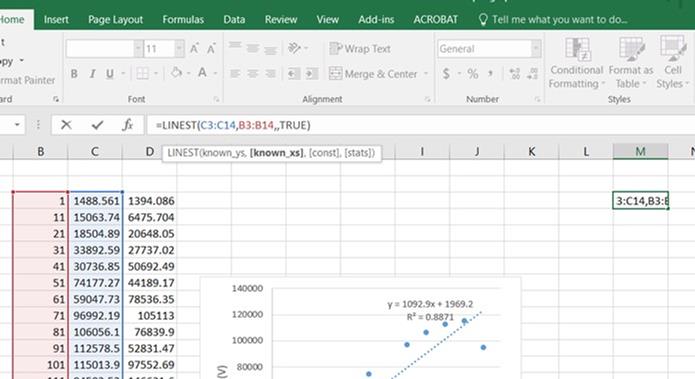 Home Insert Page Layout Formulas Data Review View Add-ins ACROBAT Tell me what you want to do...
11 A A Wrap Text General Conditional Format as Cell
B I U A Merge & Center $ % , Formatting Table Styles
Format Painter
Alignment Number Styles
fx =LINEST(C3:C14,B3:B14,,TRUE)
LINEST(known_ys, [known_xs], [const], [stats])
B C D I J K L M
1 1488.561 1394.086 3:C14,B3:B
11 15063.74 6475.704
21 18504.89 20648.05
31 33892.59 27737.02
41 30736.85 50692.49
51 74177.27 44189.17
61 59047.73 78536.35
71 96992.19 105113
81 106056.1 76839.9
91 112578.5 52831.47
101 115013.9 97552.69
140000
y = 1092.9x + 1969.2
R² = 0.8871
120000
100000
80000
(V)